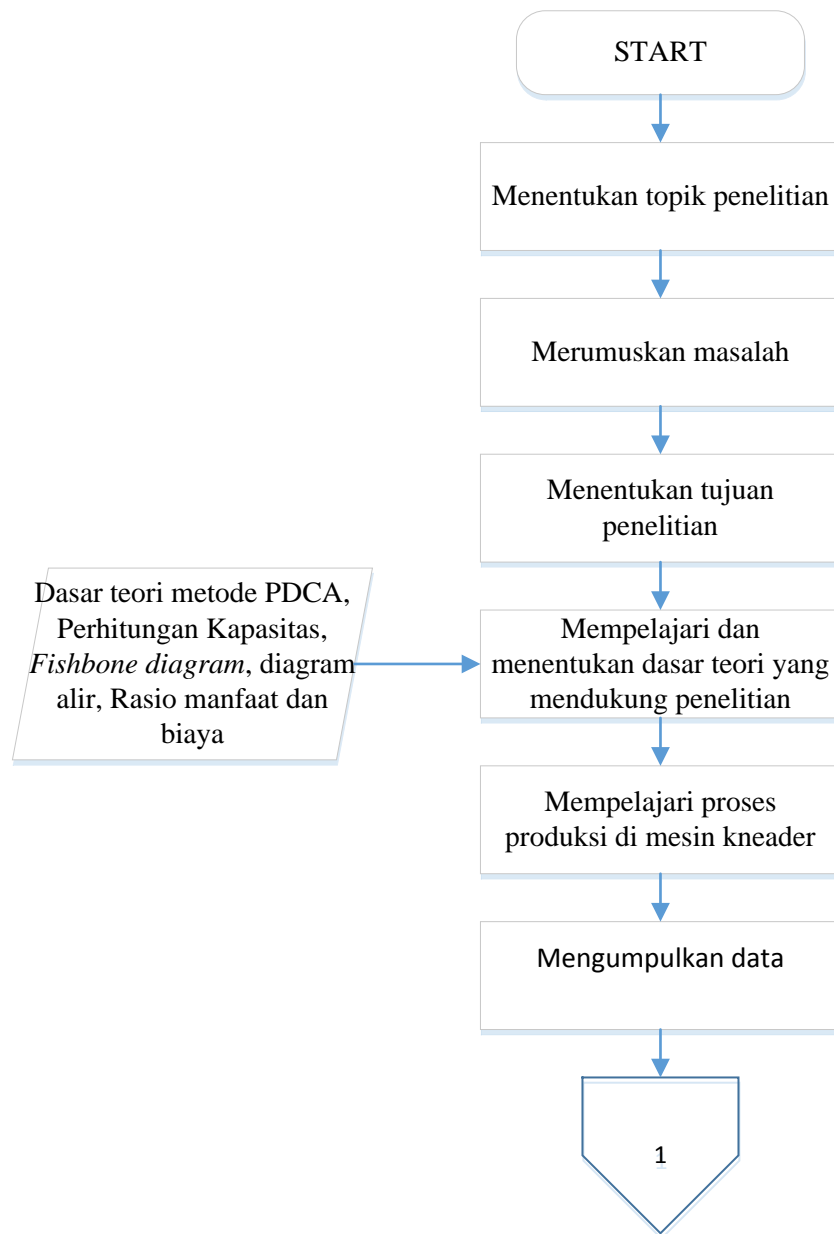 START
Menentukan topik penelitian
Merumuskan masalah
Menentukan tujuan
penelitian
Dasar teori metode PDCA,
Perhitungan Kapasitas,
Fishbone diagram, diagram
alir, Rasio manfaat dan
biaya
Mempelajari dan
menentukan dasar teori yang
mendukung penelitian
Mempelajari proses
produksi di mesin kneader
Mengumpulkan data
1